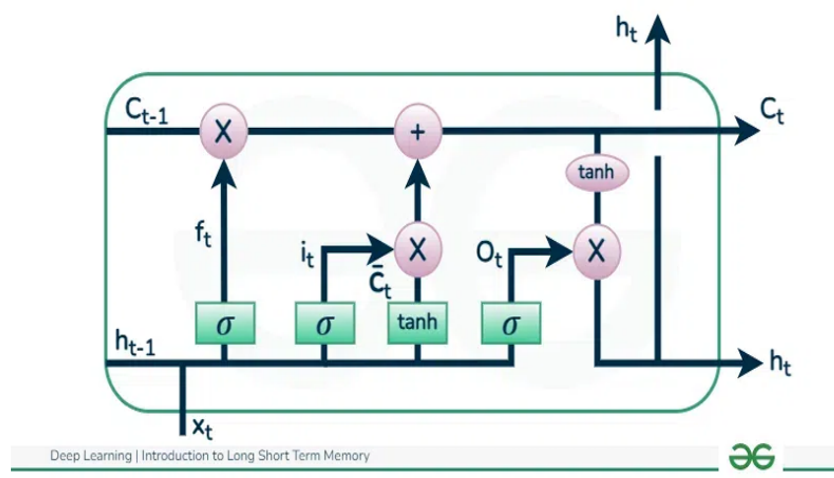 hₜ
Cₜ₋₁
X
+
Cₜ
tanh
fₜ
iₜ
X
Oₜ
X
C̄ₜ
σ
σ
tanh
σ
hₜ₋₁
hₜ
xₜ
Deep Learning | Introduction to Long Short Term Memory